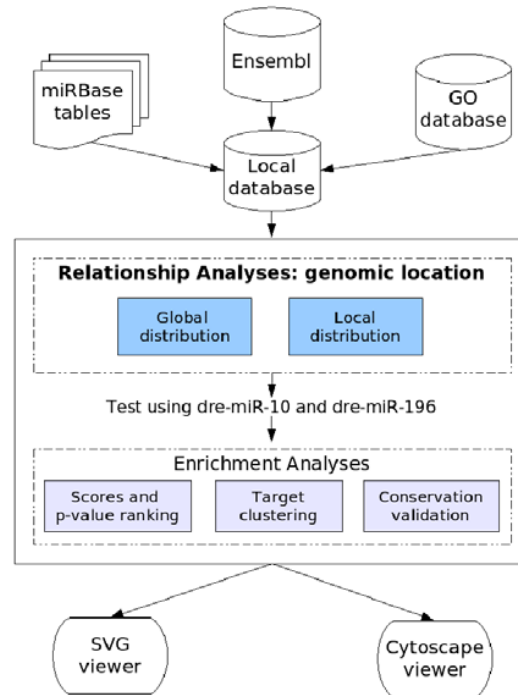 Ensembl
miRBase
tables
GO
database
Local
database
Relationship Analyses: genomic location
Global
distribution
Local
distribution
Test using dre-miR-10 and dre-miR-196
Enrichment Analyses
Scores and
p-value ranking
Target
clustering
Conservation
validation
SVG
viewer
Cytoscape
viewer